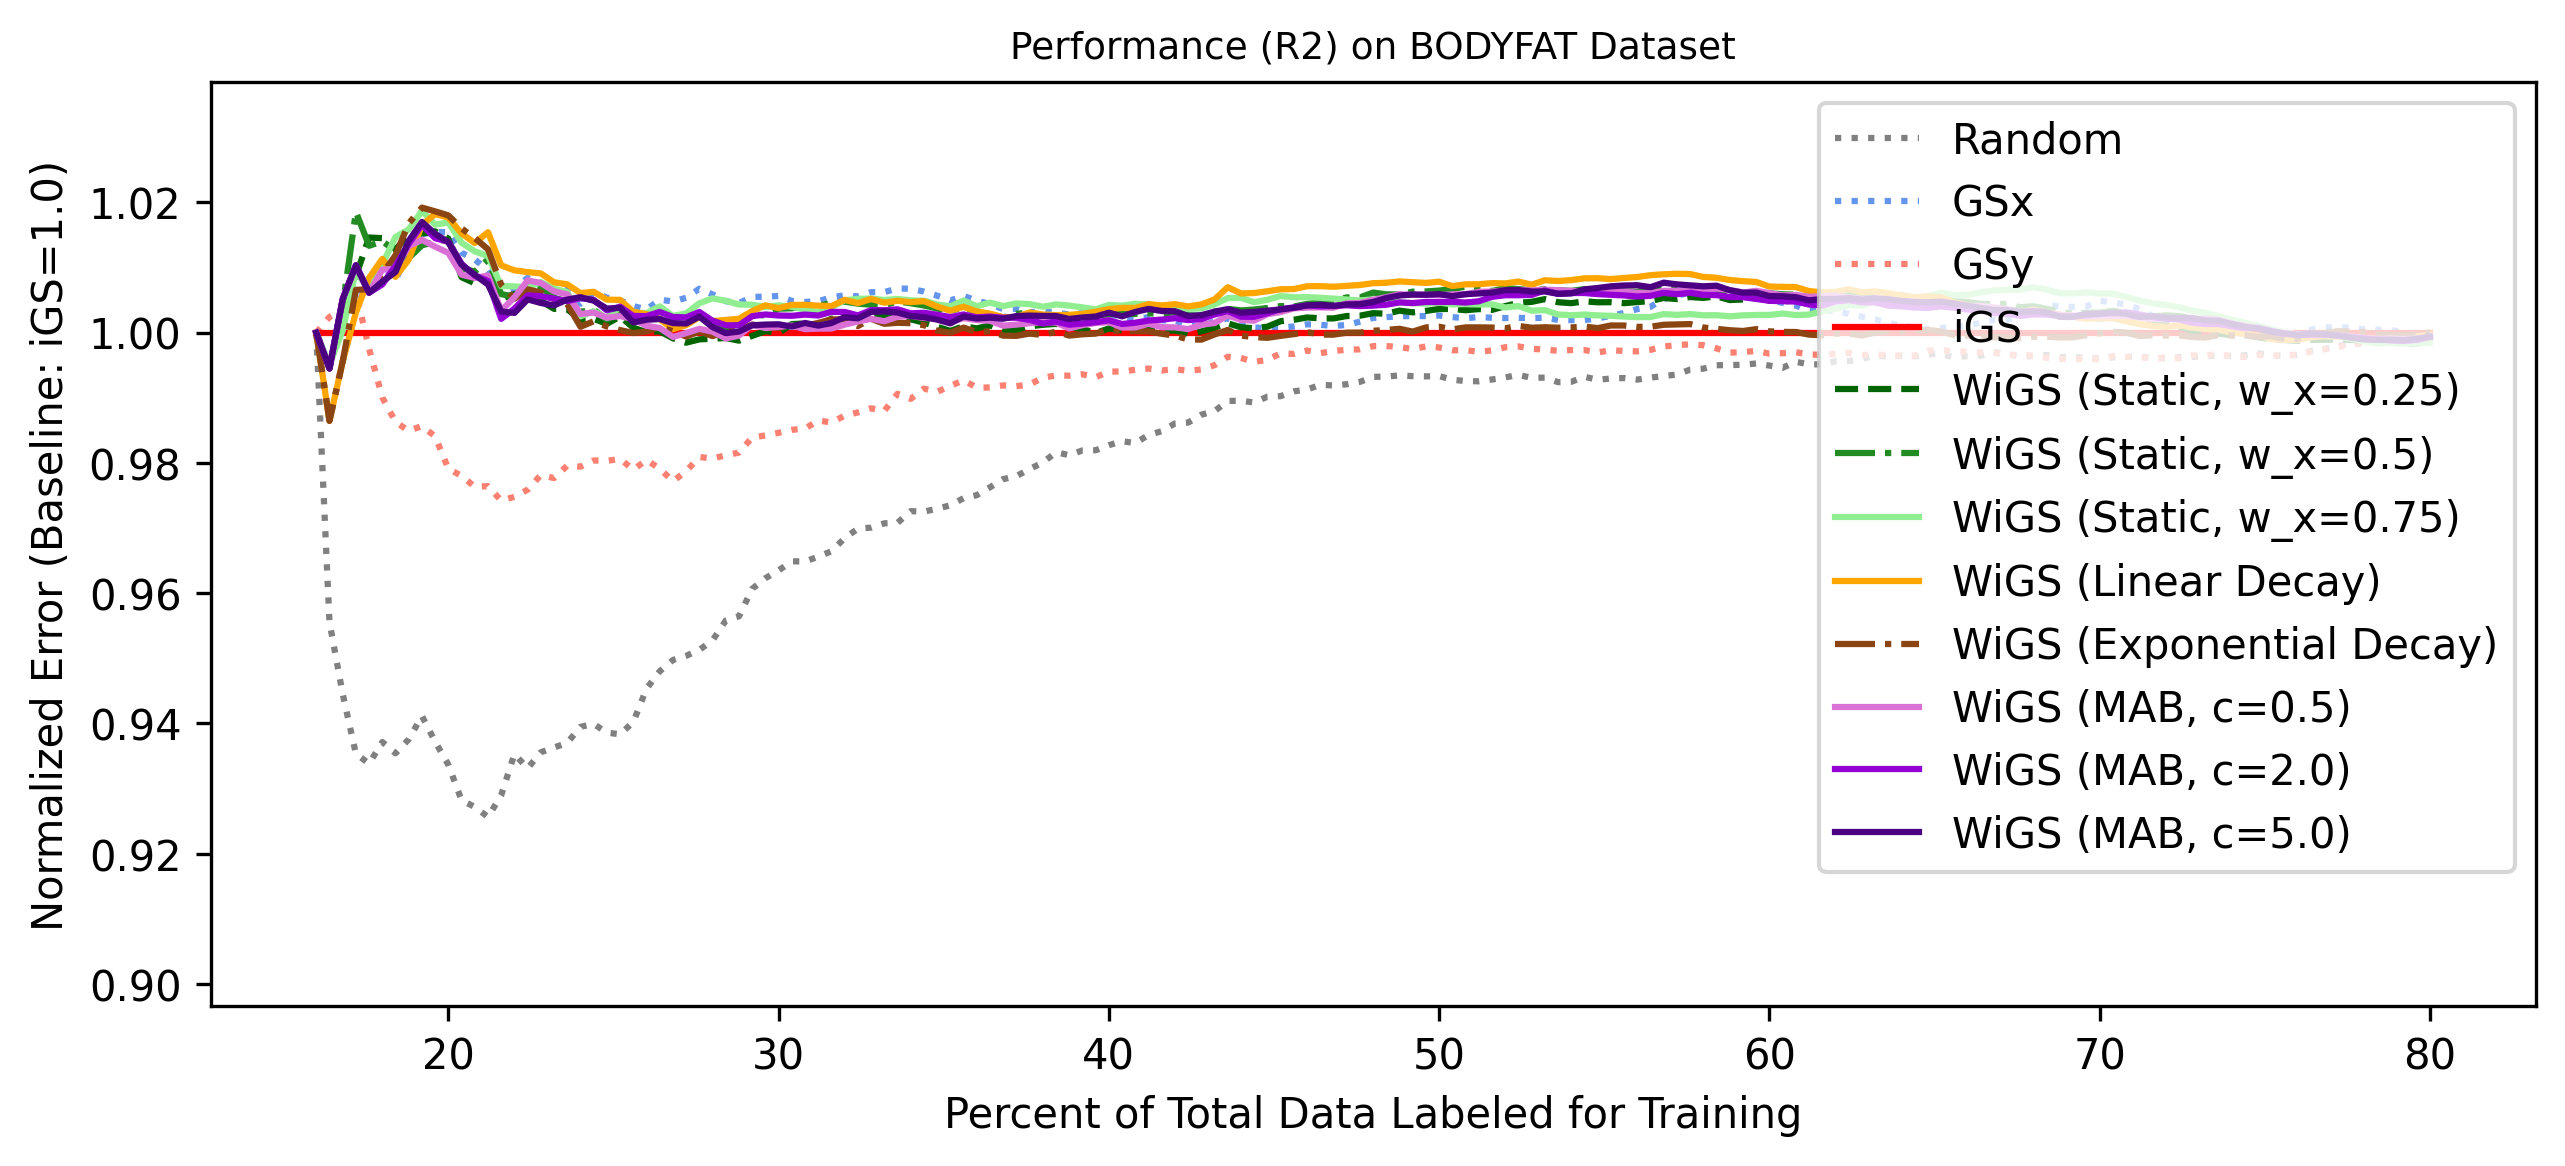 Performance (R2) on BODYFAT Dataset
Normalized Error (Baseline: iGS=1.0)
1.02
1.00
0.98
0.96
0.94
0.92
0.90
Random
GSx
GSy
iGS
WiGS (Static, w_x=0.25)
WiGS (Static, w_x=0.5)
WiGS (Static, w_x=0.75)
WiGS (Linear Decay)
WiGS (Exponential Decay)
WiGS (MAB, c=0.5)
WiGS (MAB, c=2.0)
WiGS (MAB, c=5.0)
20 30 40 50 60 70 80
Percent of Total Data Labeled for Training